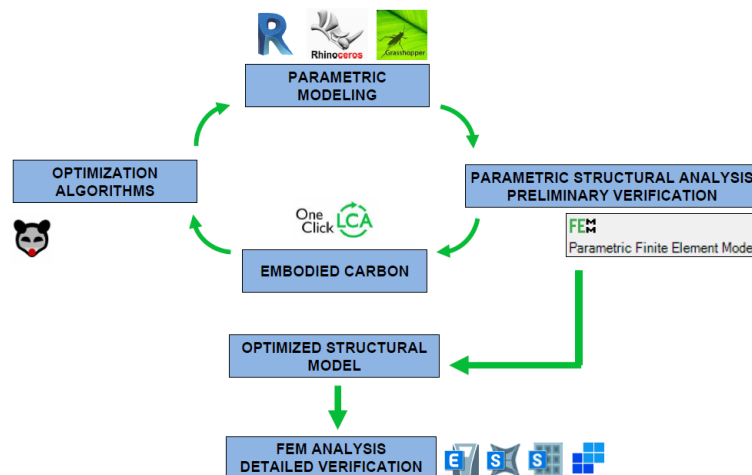 R
Rhinoceros
Grasshopper
PARAMETRIC
MODELING
OPTIMIZATION
ALGORITHMS
PARAMETRIC STRUCTURAL ANALYSIS
PRELIMINARY VERIFICATION
One
Click LCA
FEM
Parametric Finite Element Mode
EMBODIED CARBON
OPTIMIZED STRUCTURAL
MODEL
FEM ANALYSIS
DETAILED VERIFICATION
E
S
S